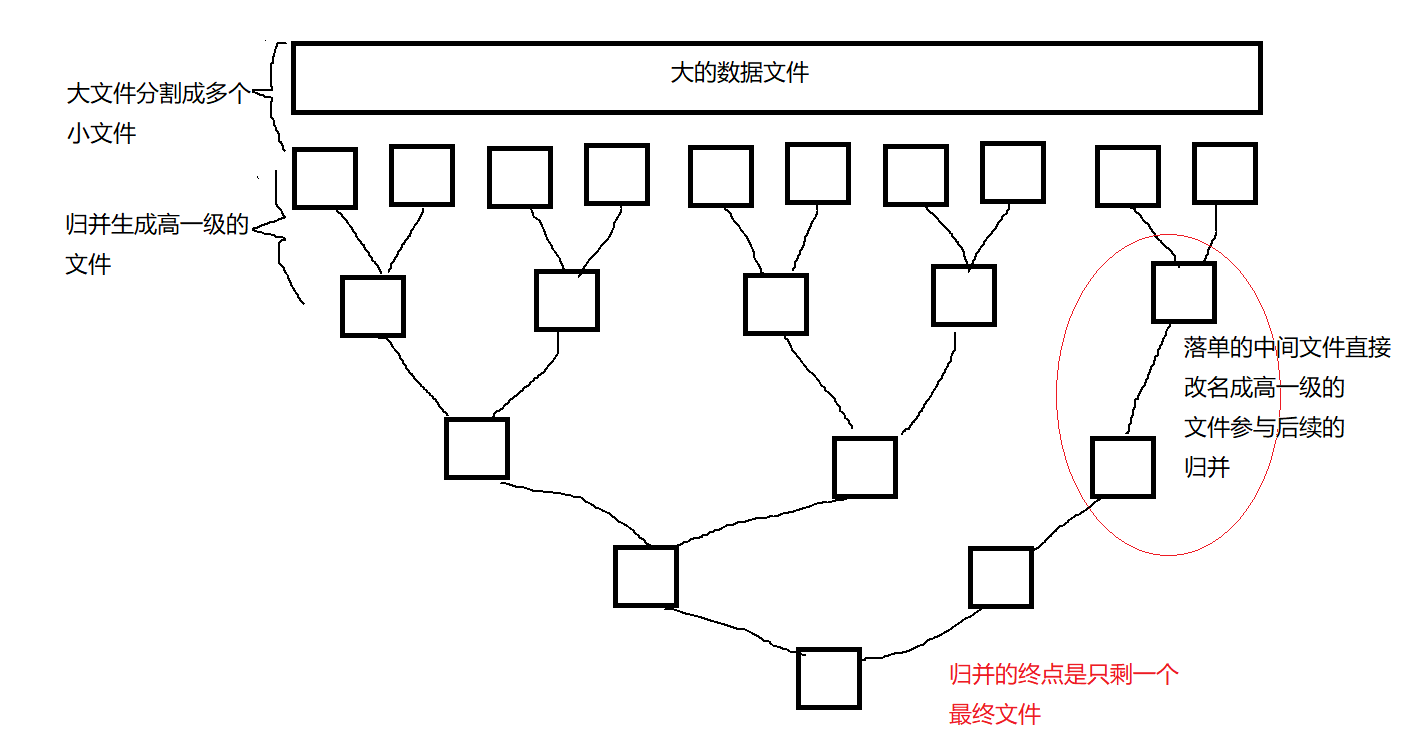 大的数据文件
大文件分割成多个
小文件
归并生成高一级的
文件
落单的中间文件直接
改名成高一级的
文件参与后续的
归并
归并的终点是只剩一个
最终文件